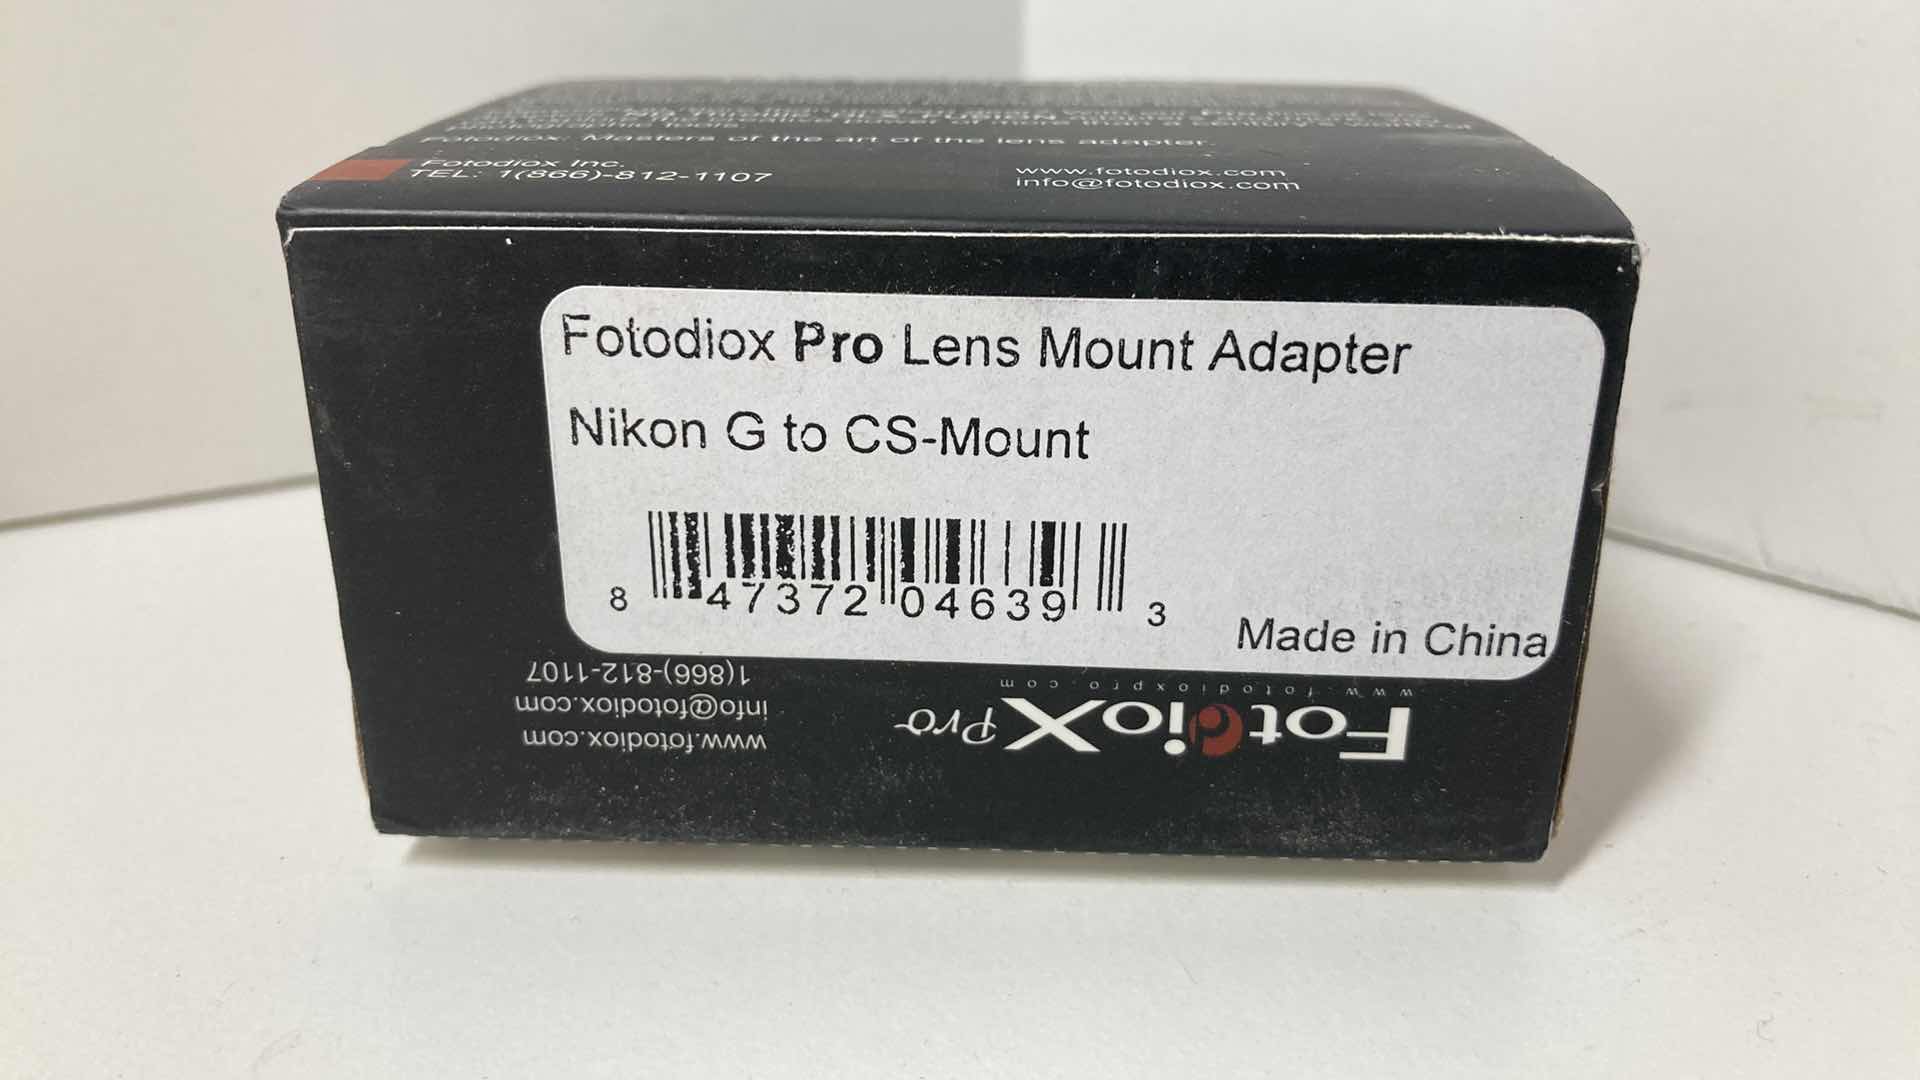 Fotodiox: Masters of the art of the lens adapter.
Fotodiox Inc.
TEL: 1(866)-812-1107
www.fotodiox.com
info@fotodiox.com
Fotodiox Pro Lens Mount Adapter
Nikon G to CS-Mount
8 47372 04639 3
Made in China
1(866)-812-1107
info@fotodiox.com
www.fotodiox.com
www.fotodioxpro.com
FotodioX Pro